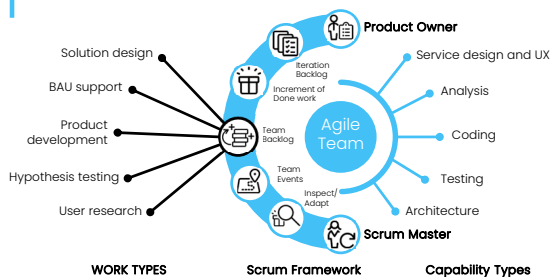 Product Owner
Solution design
Service design and UX
Iteration
Backlog
BAU support
Increment of
Done work
Analysis
Product
development
Team
Backlog
Agile
Team
Coding
Hypothesis testing
Team
Events
Testing
User research
Inspect/
Adapt
Architecture
Scrum Master
WORK TYPES
Scrum Framework
Capability Types